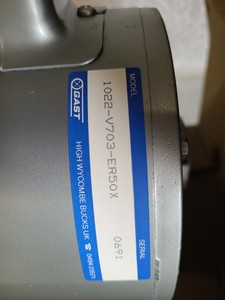 MODEL
1022-V703-ER50X
SERIAL
0691
GAST
HIGH WYCOMBE BUCKS UK